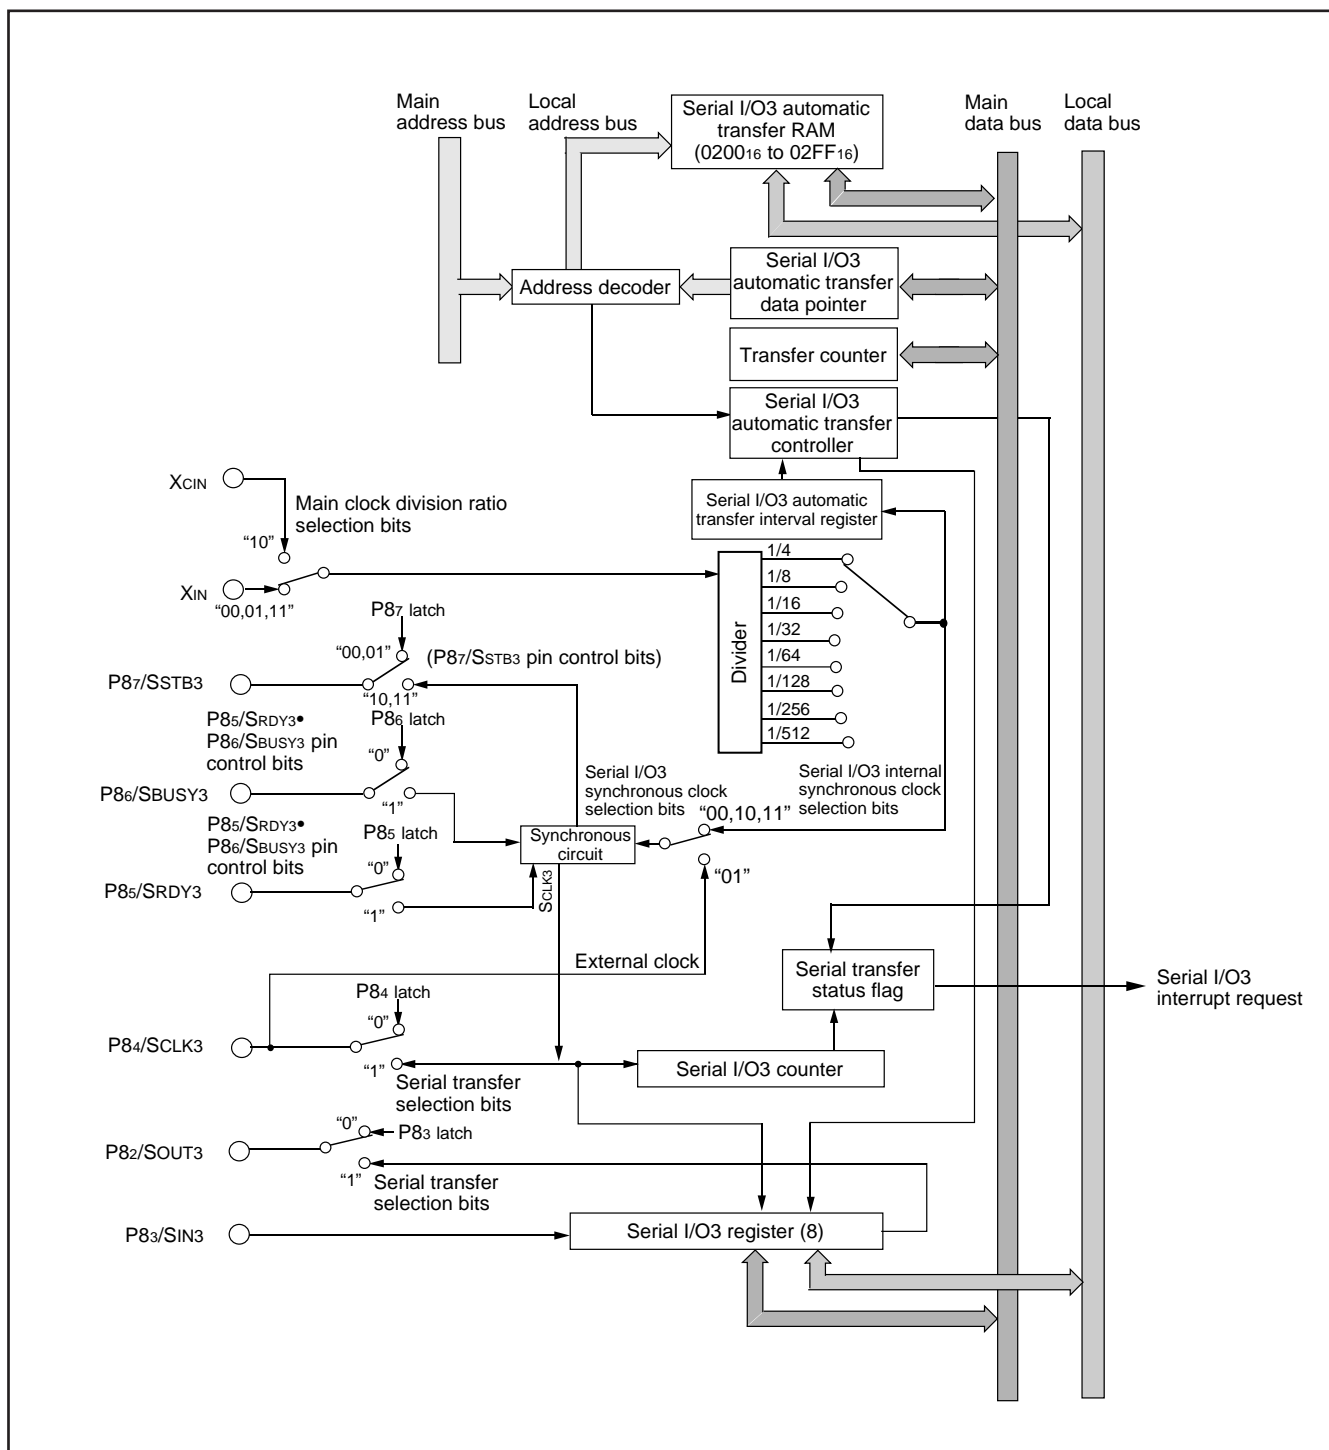 Main
address bus
Local
address bus
Serial I/O3 automatic
transfer RAM
(020016 to 02FF16)
Main
data bus
Local
data bus
Address decoder
Serial I/O3
automatic transfer
data pointer
Transfer counter
Serial I/O3
automatic transfer
controller
XCIN
Main clock division ratio
selection bits
“10”
Serial I/O3 automatic
transfer interval register
XIN
“00,01,11”
Divider
1/4
1/8
1/16
1/32
1/64
1/128
1/256
1/512
P87 latch
“00,01”
(P87/SSTB3 pin control bits)
P87/SSTB3
“10,11”
P85/SRDY3•
P86/SBUSY3 pin
control bits
P86 latch
“0”
P86/SBUSY3
“1”
Serial I/O3
synchronous clock
selection bits
Serial I/O3 internal
synchronous clock
selection bits
“00,10,11”
P85/SRDY3•
P86/SBUSY3 pin
control bits
P85 latch
“0”
Synchronous
circuit
“01”
P85/SRDY3
“1”
SCLK3
External clock
Serial transfer
status flag
Serial I/O3
interrupt request
P84 latch
“0”
P84/SCLK3
“1”
Serial transfer
selection bits
Serial I/O3 counter
“0”
P83 latch
P82/SOUT3
“1”
Serial transfer
selection bits
P83/SIN3
Serial I/O3 register (8)